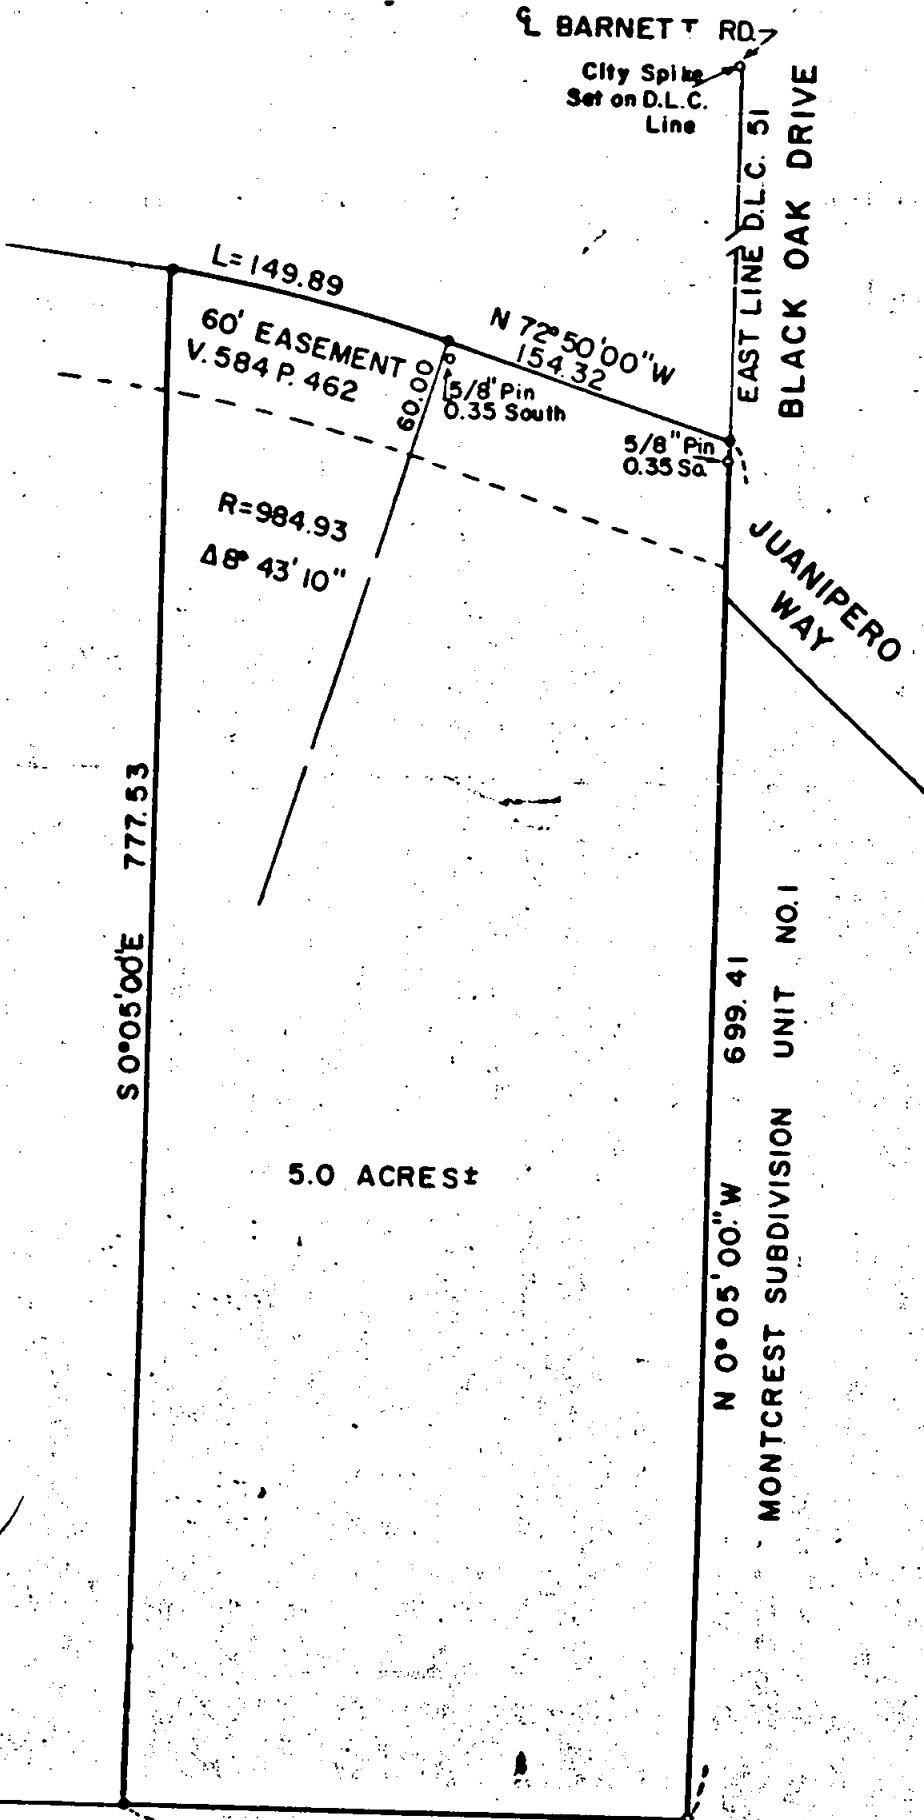 ℄ BARNETT RD.
City Spike
Set on D.L.C.
Line
EAST LINE D.L.C. 51
BLACK OAK DRIVE
L=149.89
60' EASEMENT
V. 584 P. 462
60.00
N 72°50'00"W
154.32
5/8' Pin
0.35 South
5/8" Pin
0.35 So.
R=984.93
Δ8° 43' 10"
JUANIPERO
WAY
S 0°05'00"E 777.53
5.0 ACRES±
N 0° 05' 00" W 699.41
MONTCREST SUBDIVISION UNIT NO. 1